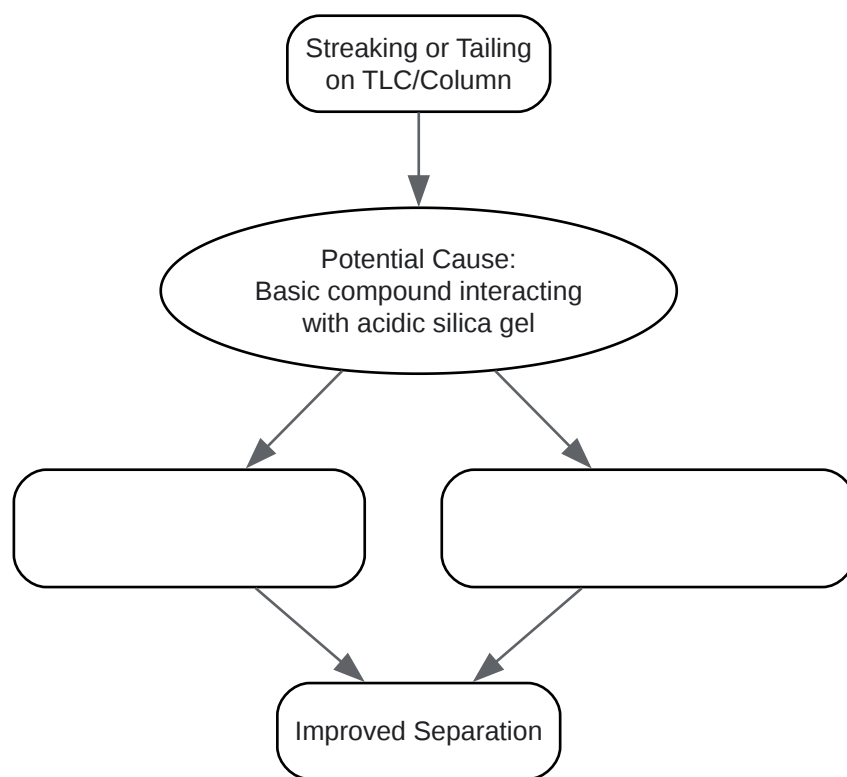 Streaking or Tailing
on TLC/Column
Potential Cause:
Basic compound interacting
with acidic silica gel
Improved Separation